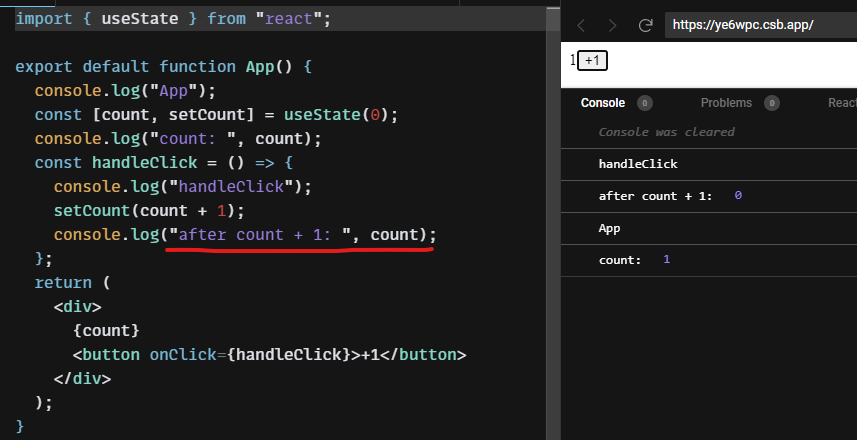 import { useState } from "react";
export default function App() {
  console.log("App");
  const [count, setCount] = useState(0);
  console.log("count: ", count);
  const handleClick = () => {
    console.log("handleClick");
    setCount(count + 1);
    console.log("after count + 1: ", count);
  };
  return (
    <div>
      {count}
      <button onClick={handleClick}>+1</button>
    </div>
  );
}
https://ye6wpc.csb.app/
1 +1
Console 0 Problems 0 React
Console was cleared
handleClick
after count + 1: 0
App
count: 1